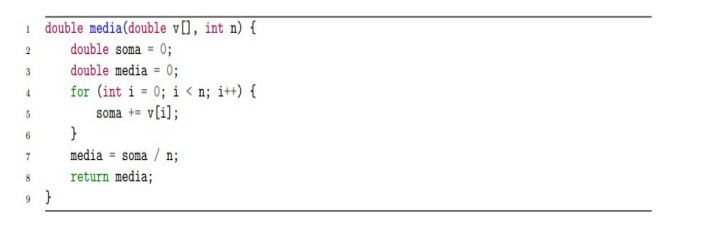 1 double media(double v[], int n) {
2 double soma = 0;
3 double media = 0;
4 for (int i = 0; i < n; i++) {
5 soma += v[i];
6 }
7 media = soma / n;
8 return media;
9 }